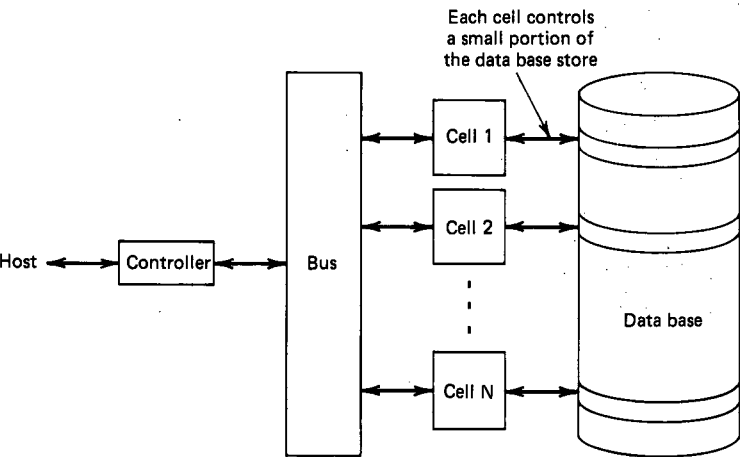 Each cell controls
a small portion of
the data base store
Cell 1
Cell 2
Host
Controller
Bus
Data base
Cell N